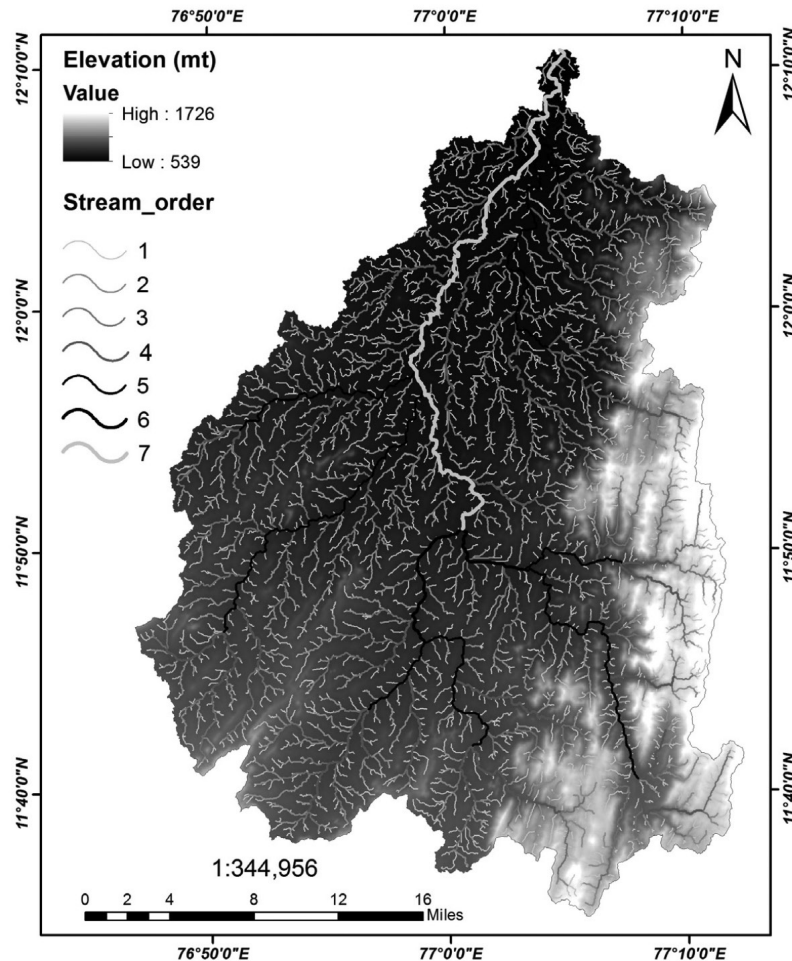 76°50'0"E 77°0'0"E 77°10'0"E
12°10'0"N
12°10'0"N
Elevation (mt)
N
Value
High : 1726
Low : 539
Stream_order
1
2
3
4
5
6
7
12°0'0"N
12°0'0"N
11°50'0"N
11°50'0"N
11°40'0"N
11°40'0"N
1:344,956
0 2 4 8 12 16
Miles
76°50'0"E 77°0'0"E 77°10'0"E